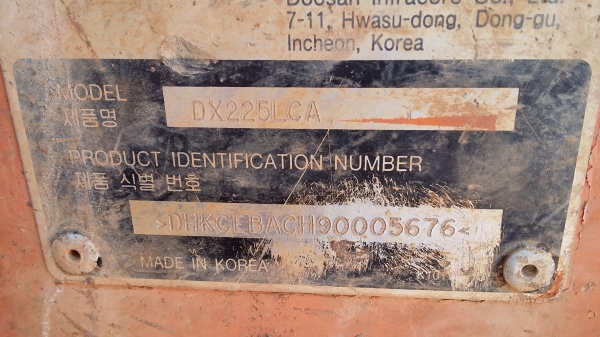 Doosan Infracore Co., Ltd.
7-11, Hwasu-dong, Dong-gu,
Incheon, Korea
MODEL
제품명
DX225LCA
PRODUCT IDENTIFICATION NUMBER
제품 식별 번호
>DHKCEBACH90005676<
MADE IN KOREA